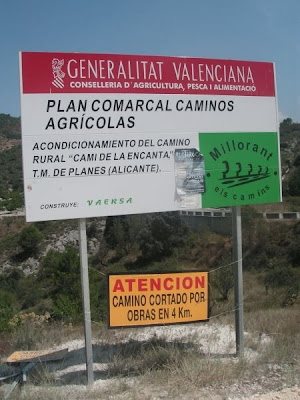 GENERALITAT VALENCIANA
CONSELLERIA D'AGRICULTURA, PESCA I ALIMENTACIÓ
PLAN COMARCAL CAMINOS
AGRÍCOLAS
ACONDICIONAMIENTO DEL CAMINO
RURAL "CAMI DE LA ENCANTA",
T.M. DE PLANES (ALICANTE).
CONSTRUYE: VAERSA
Millorant
els camins
ATENCION
CAMINO CORTADO POR
OBRAS EN 4 Km.